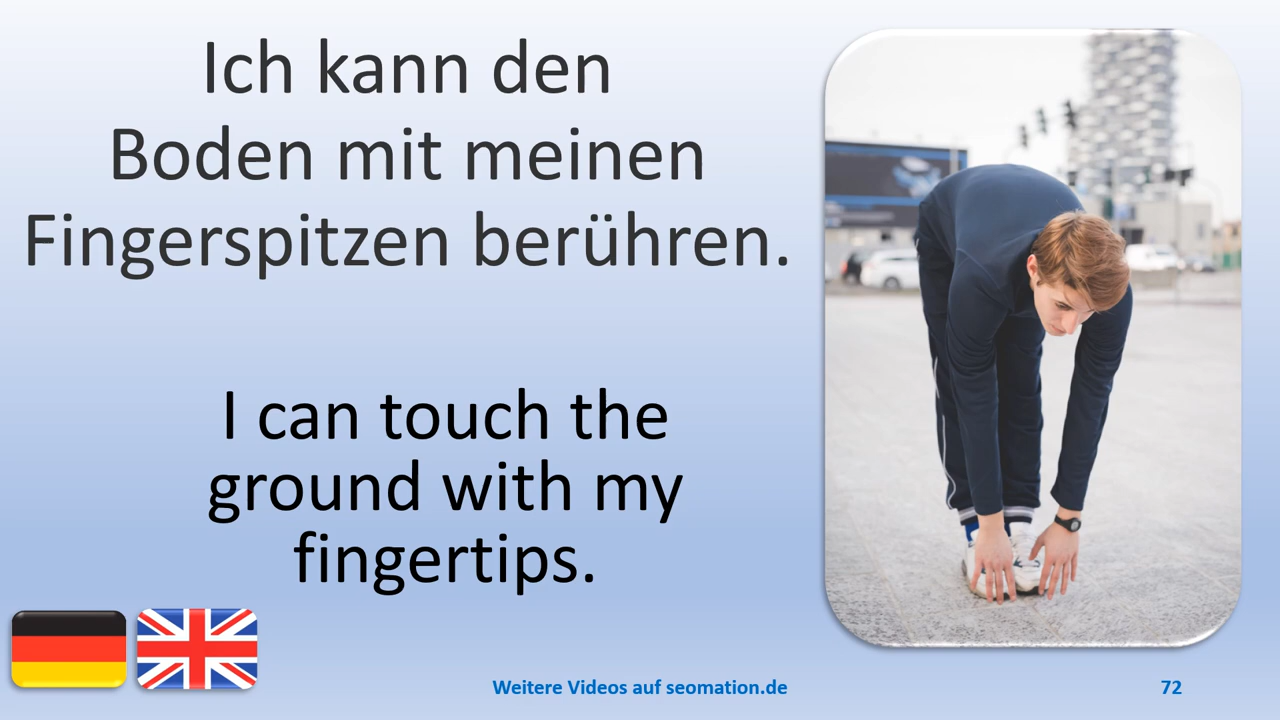 Ich kann den
Boden mit meinen
Fingerspitzen berühren.
I can touch the
ground with my
fingertips.
Weitere Videos auf seomation.de
72